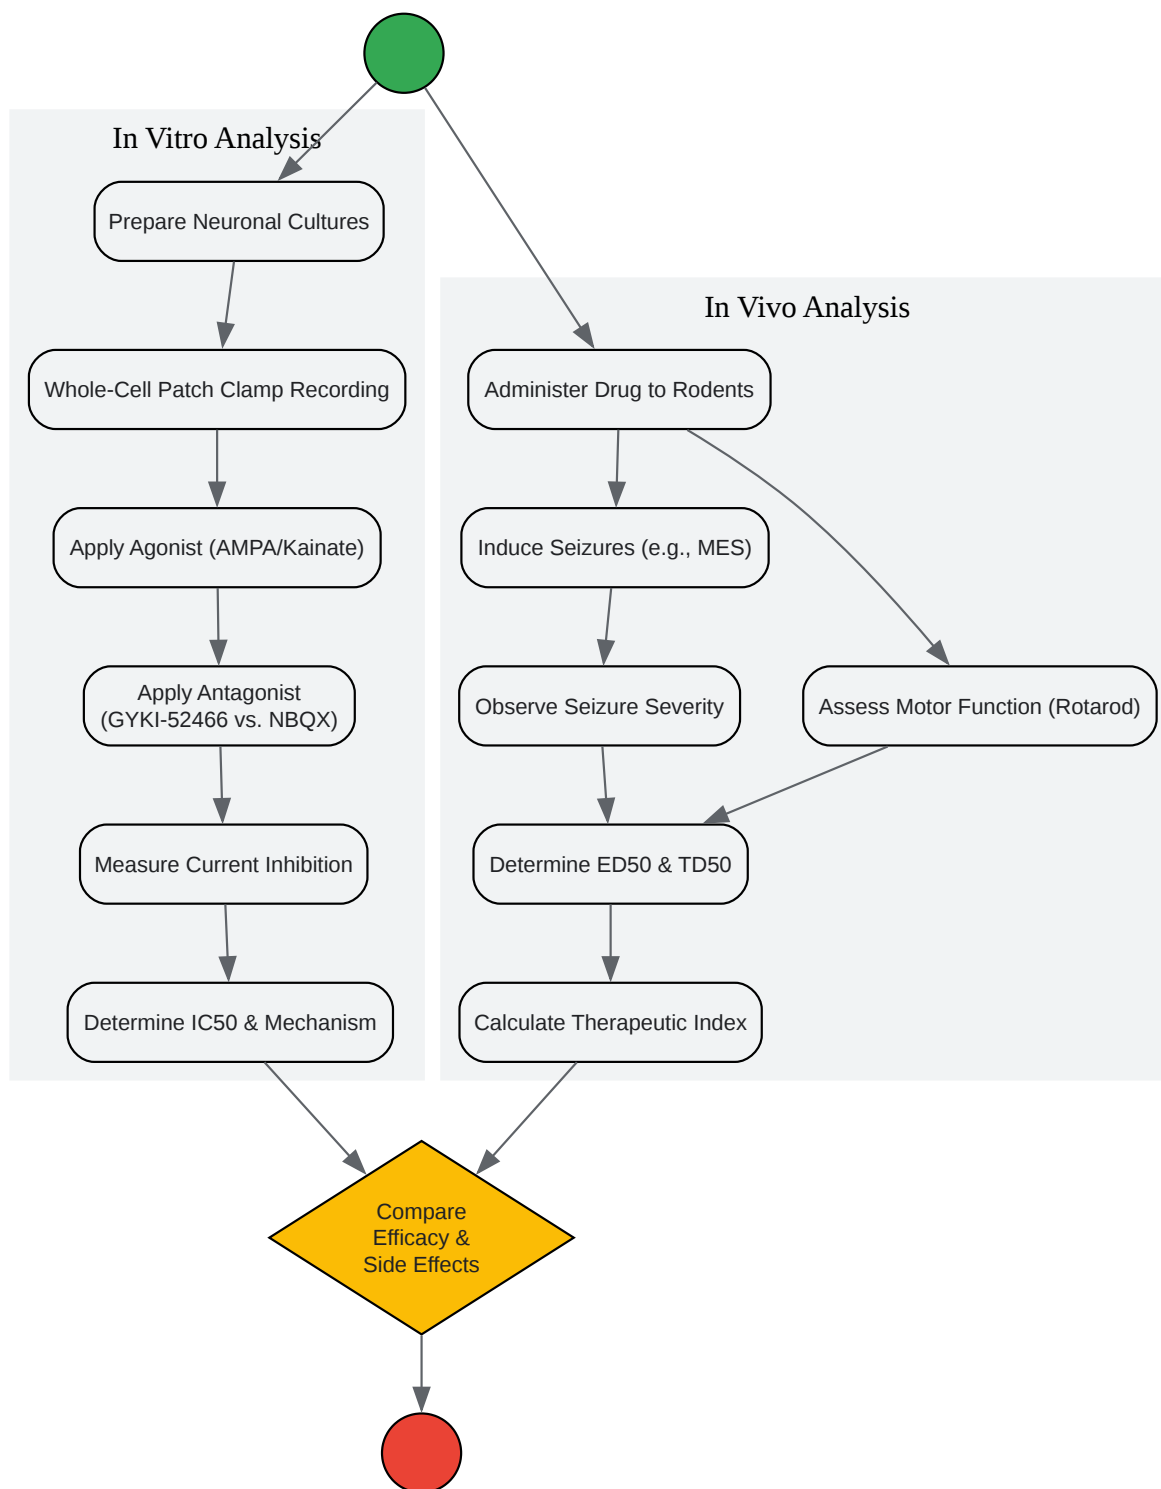 In Vitro Analysis
Prepare Neuronal Cultures
Whole-Cell Patch Clamp Recording
Apply Agonist (AMPA/Kainate)
Apply Antagonist
(GYKI-52466 vs. NBQX)
Measure Current Inhibition
Determine IC50 & Mechanism
In Vivo Analysis
Administer Drug to Rodents
Induce Seizures (e.g., MES)
Observe Seizure Severity
Assess Motor Function (Rotarod)
Determine ED50 & TD50
Calculate Therapeutic Index
Compare
Efficacy &
Side Effects